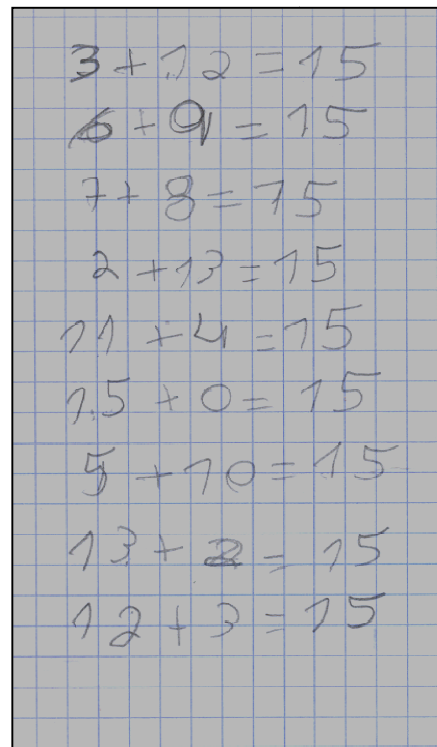 3 + 12 = 15
6 + 9 = 15
7 + 8 = 15
2 + 13 = 15
11 + 4 = 15
15 + 0 = 15
5 + 10 = 15
13 + 2 = 15
12 + 3 = 15